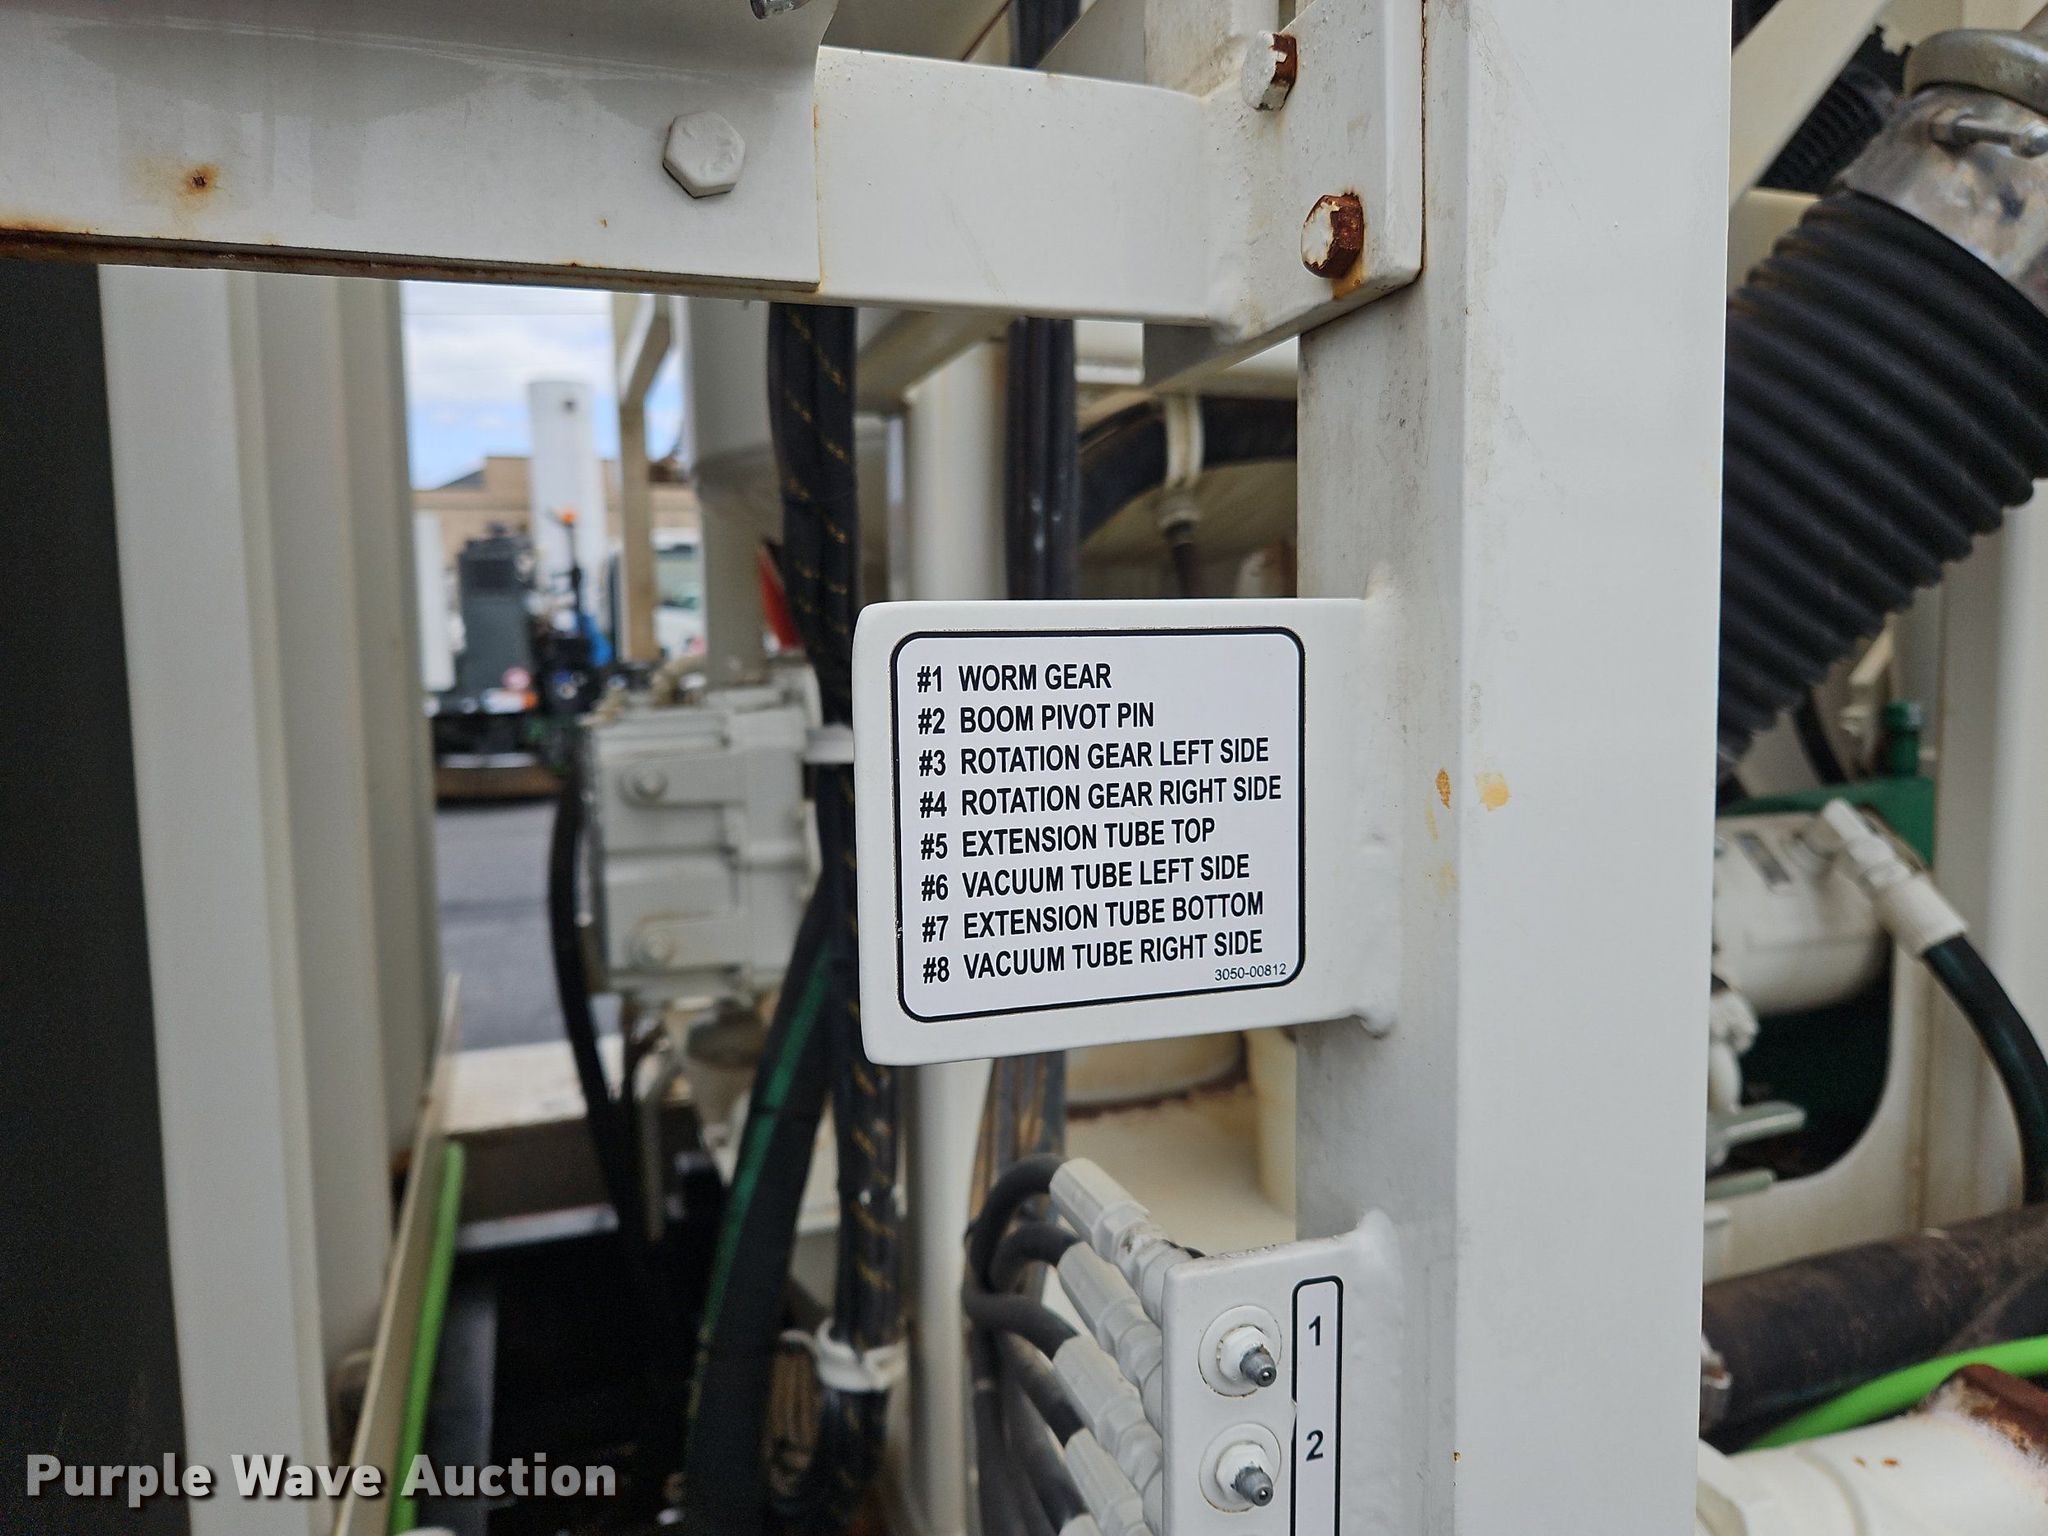 #1 WORM GEAR
#2 BOOM PIVOT PIN
#3 ROTATION GEAR LEFT SIDE
#4 ROTATION GEAR RIGHT SIDE
#5 EXTENSION TUBE TOP
#6 VACUUM TUBE LEFT SIDE
#7 EXTENSION TUBE BOTTOM
#8 VACUUM TUBE RIGHT SIDE
3050-00812
1
2
Purple Wave Auction